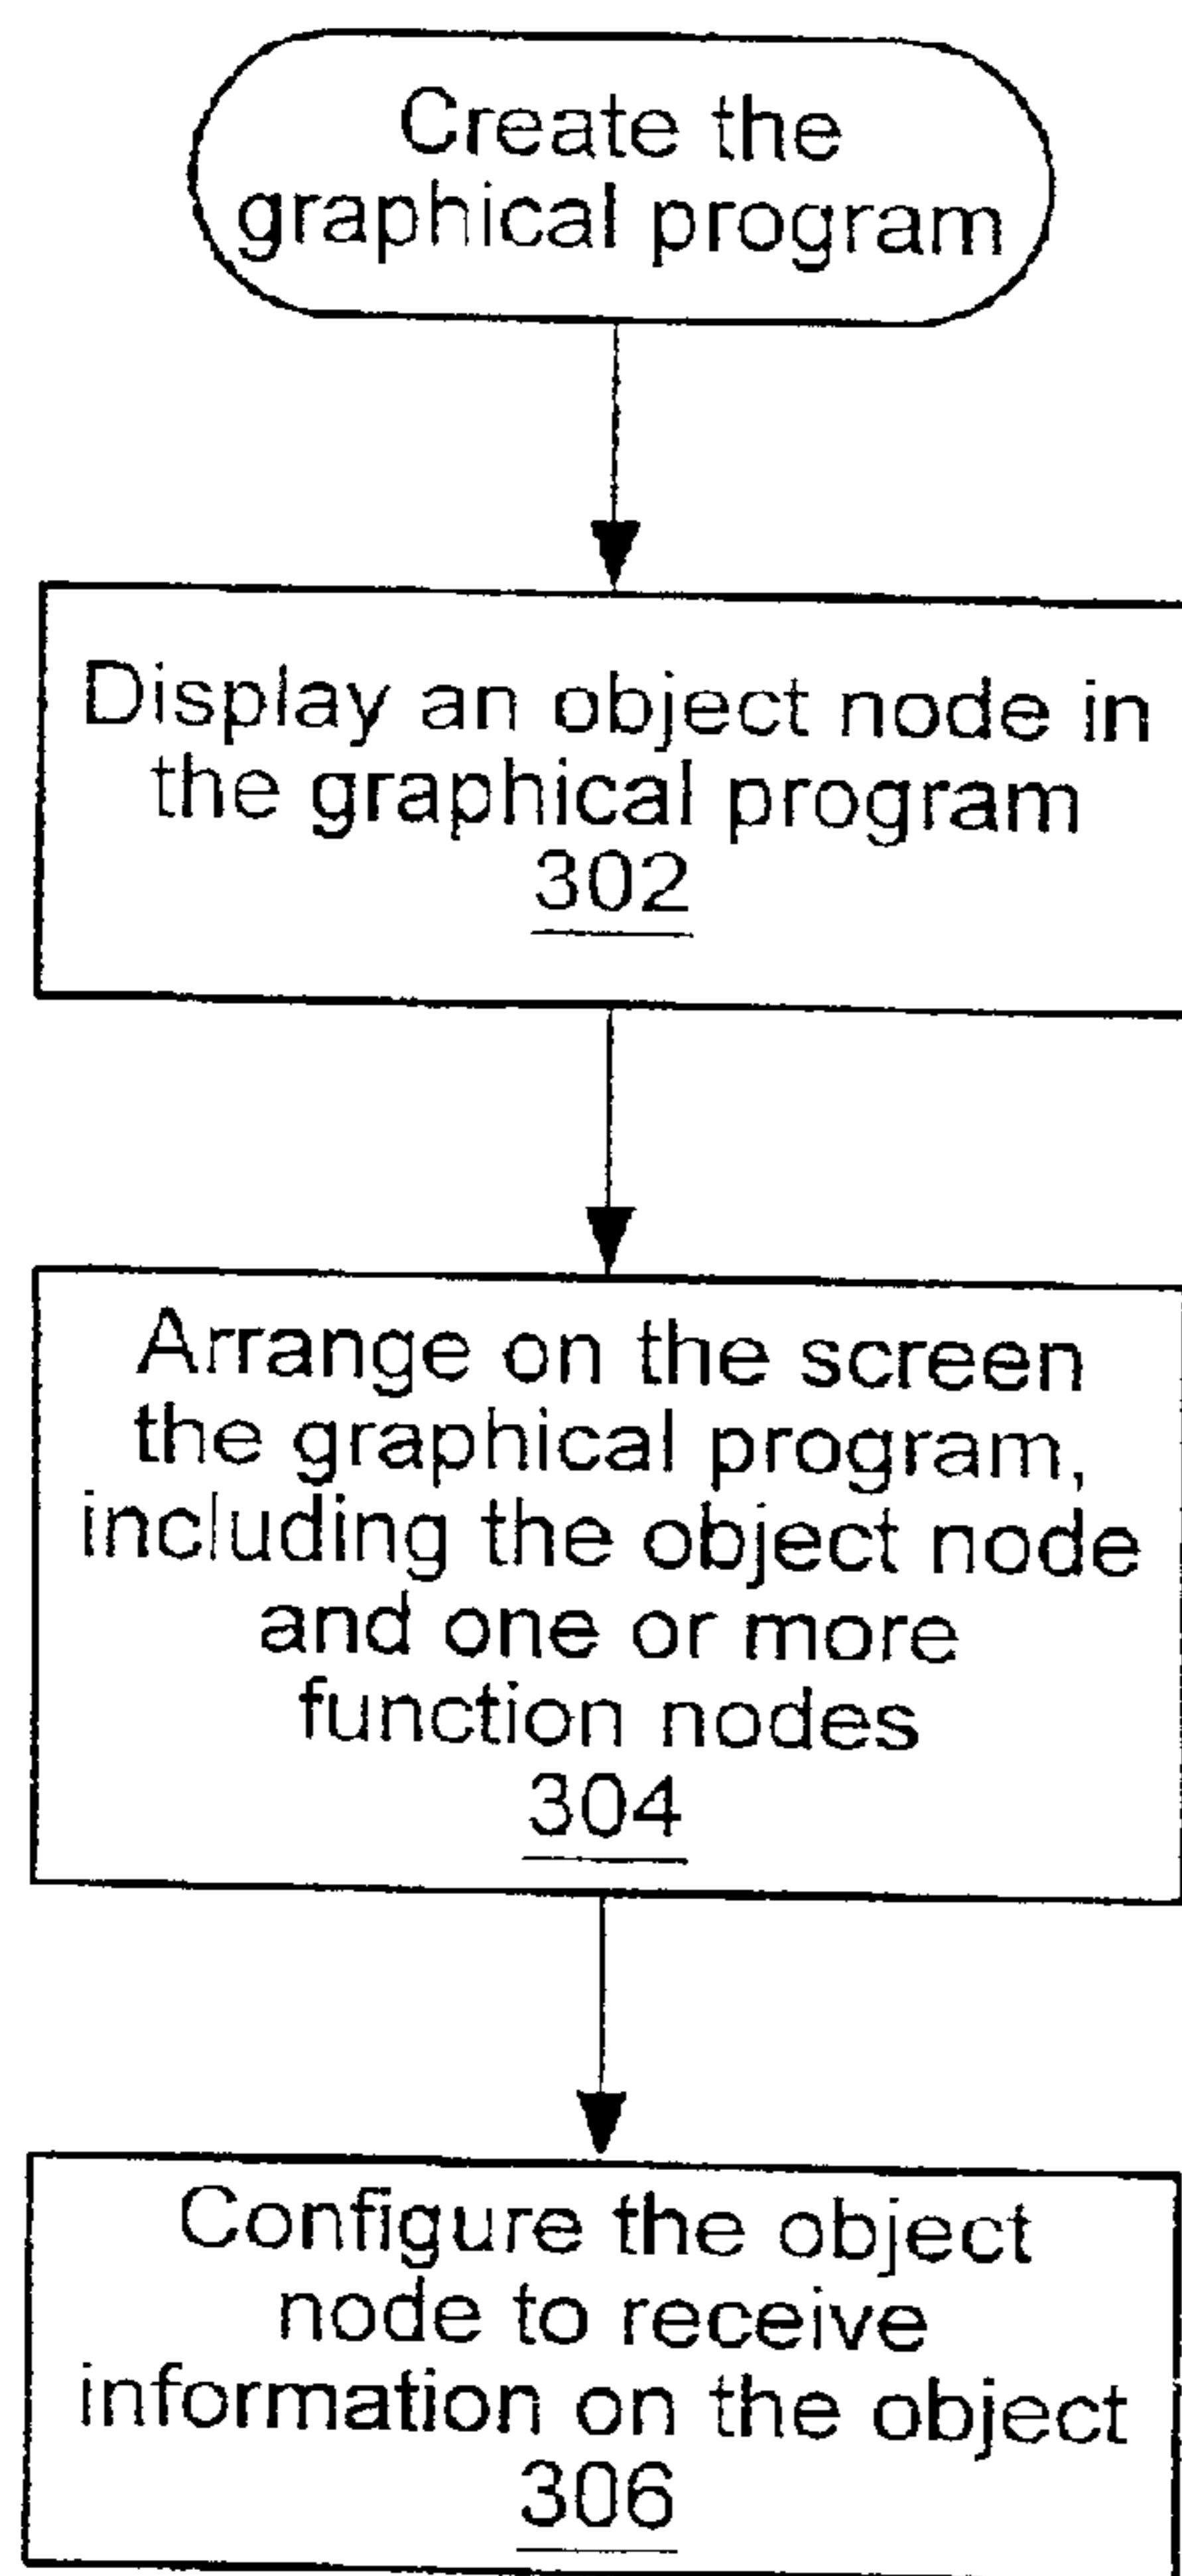 Create the
graphical program
Display an object node in
the graphical program
302
Arrange on the screen
the graphical program,
including the object node
and one or more
function nodes
304
Configure the object
node to receive
information on the object
306